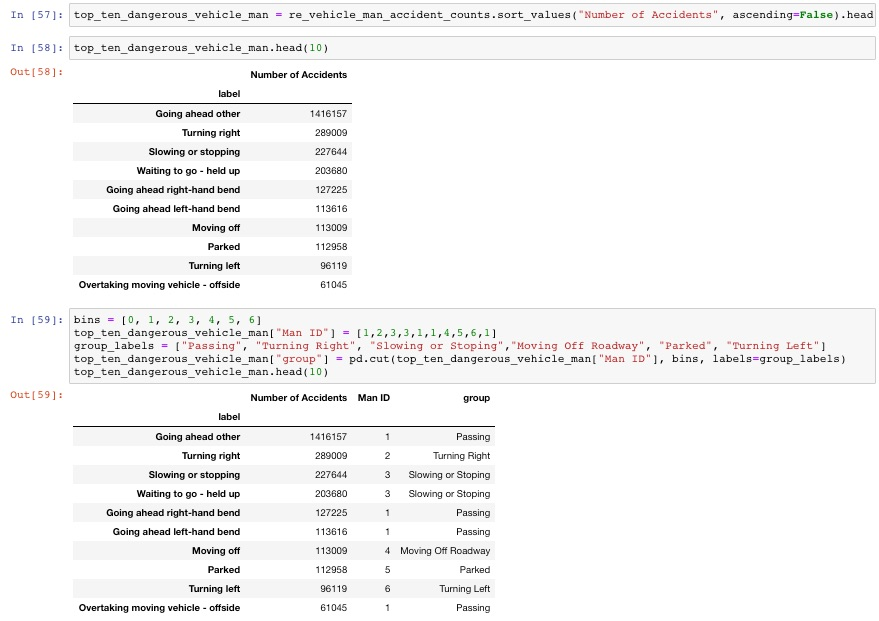 In [57]: top_ten_dangerous_vehicle_man = re_vehicle_man_accident_counts.sort_values("Number of Accidents", ascending=False).head
In [58]: top_ten_dangerous_vehicle_man.head(10)
Out[58]: Number of Accidents
label
Going ahead other 1416157
Turning right 289009
Slowing or stopping 227644
Waiting to go - held up 203680
Going ahead right-hand bend 127225
Going ahead left-hand bend 113616
Moving off 113009
Parked 112958
Turning left 96119
Overtaking moving vehicle - offside 61045
In [59]: bins = [0, 1, 2, 3, 4, 5, 6]
top_ten_dangerous_vehicle_man["Man ID"] = [1,2,3,3,1,1,4,5,6,1]
group_labels = ["Passing", "Turning Right", "Slowing or Stoping","Moving Off Roadway", "Parked", "Turning Left"]
top_ten_dangerous_vehicle_man["group"] = pd.cut(top_ten_dangerous_vehicle_man["Man ID"], bins, labels=group_labels)
top_ten_dangerous_vehicle_man.head(10)
Out[59]: Number of Accidents Man ID group
label
Going ahead other 1416157 1 Passing
Turning right 289009 2 Turning Right
Slowing or stopping 227644 3 Slowing or Stoping
Waiting to go - held up 203680 3 Slowing or Stoping
Going ahead right-hand bend 127225 1 Passing
Going ahead left-hand bend 113616 1 Passing
Moving off 113009 4 Moving Off Roadway
Parked 112958 5 Parked
Turning left 96119 6 Turning Left
Overtaking moving vehicle - offside 61045 1 Passing